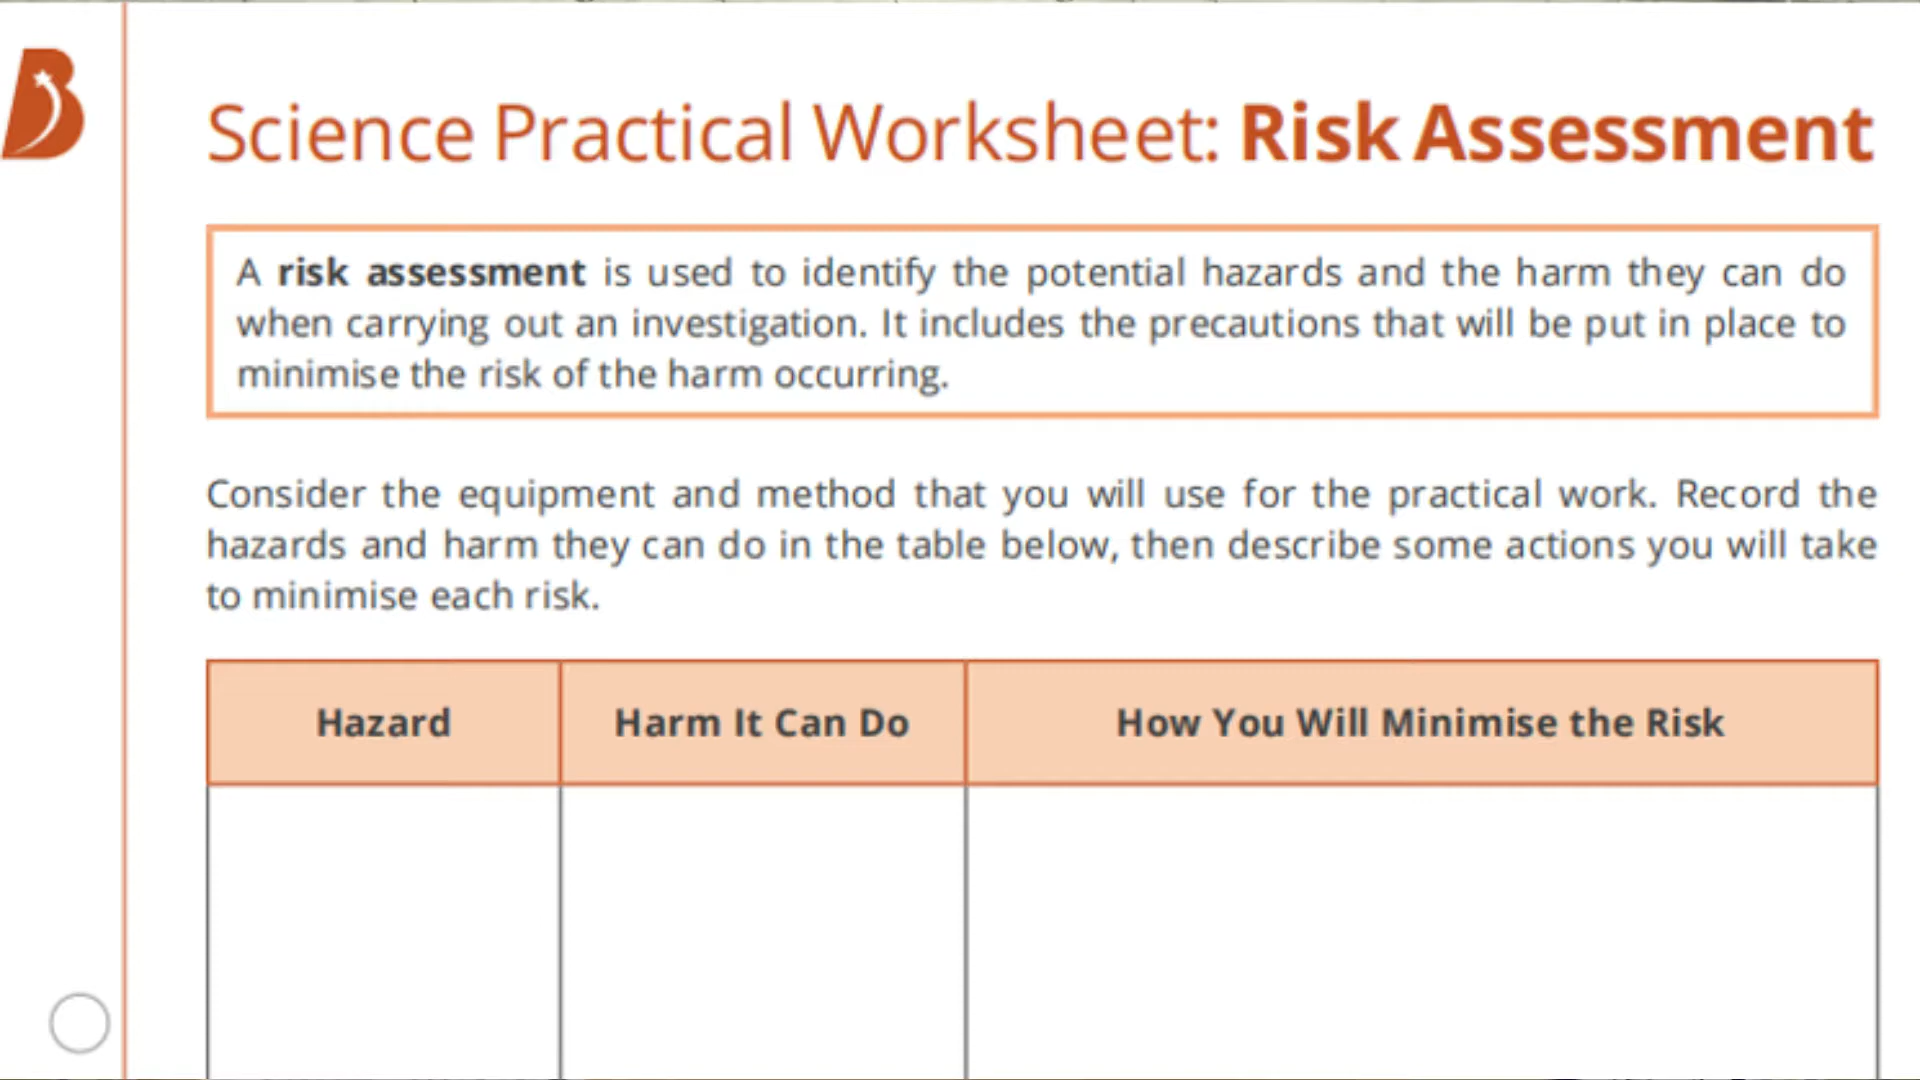 B
Science Practical Worksheet: Risk Assessment
A risk assessment is used to identify the potential hazards and the harm they can do
when carrying out an investigation. It includes the precautions that will be put in place to
minimise the risk of the harm occurring.
Consider the equipment and method that you will use for the practical work. Record the
hazards and harm they can do in the table below, then describe some actions you will take
to minimise each risk.
Hazard
Harm It Can Do
How You Will Minimise the Risk